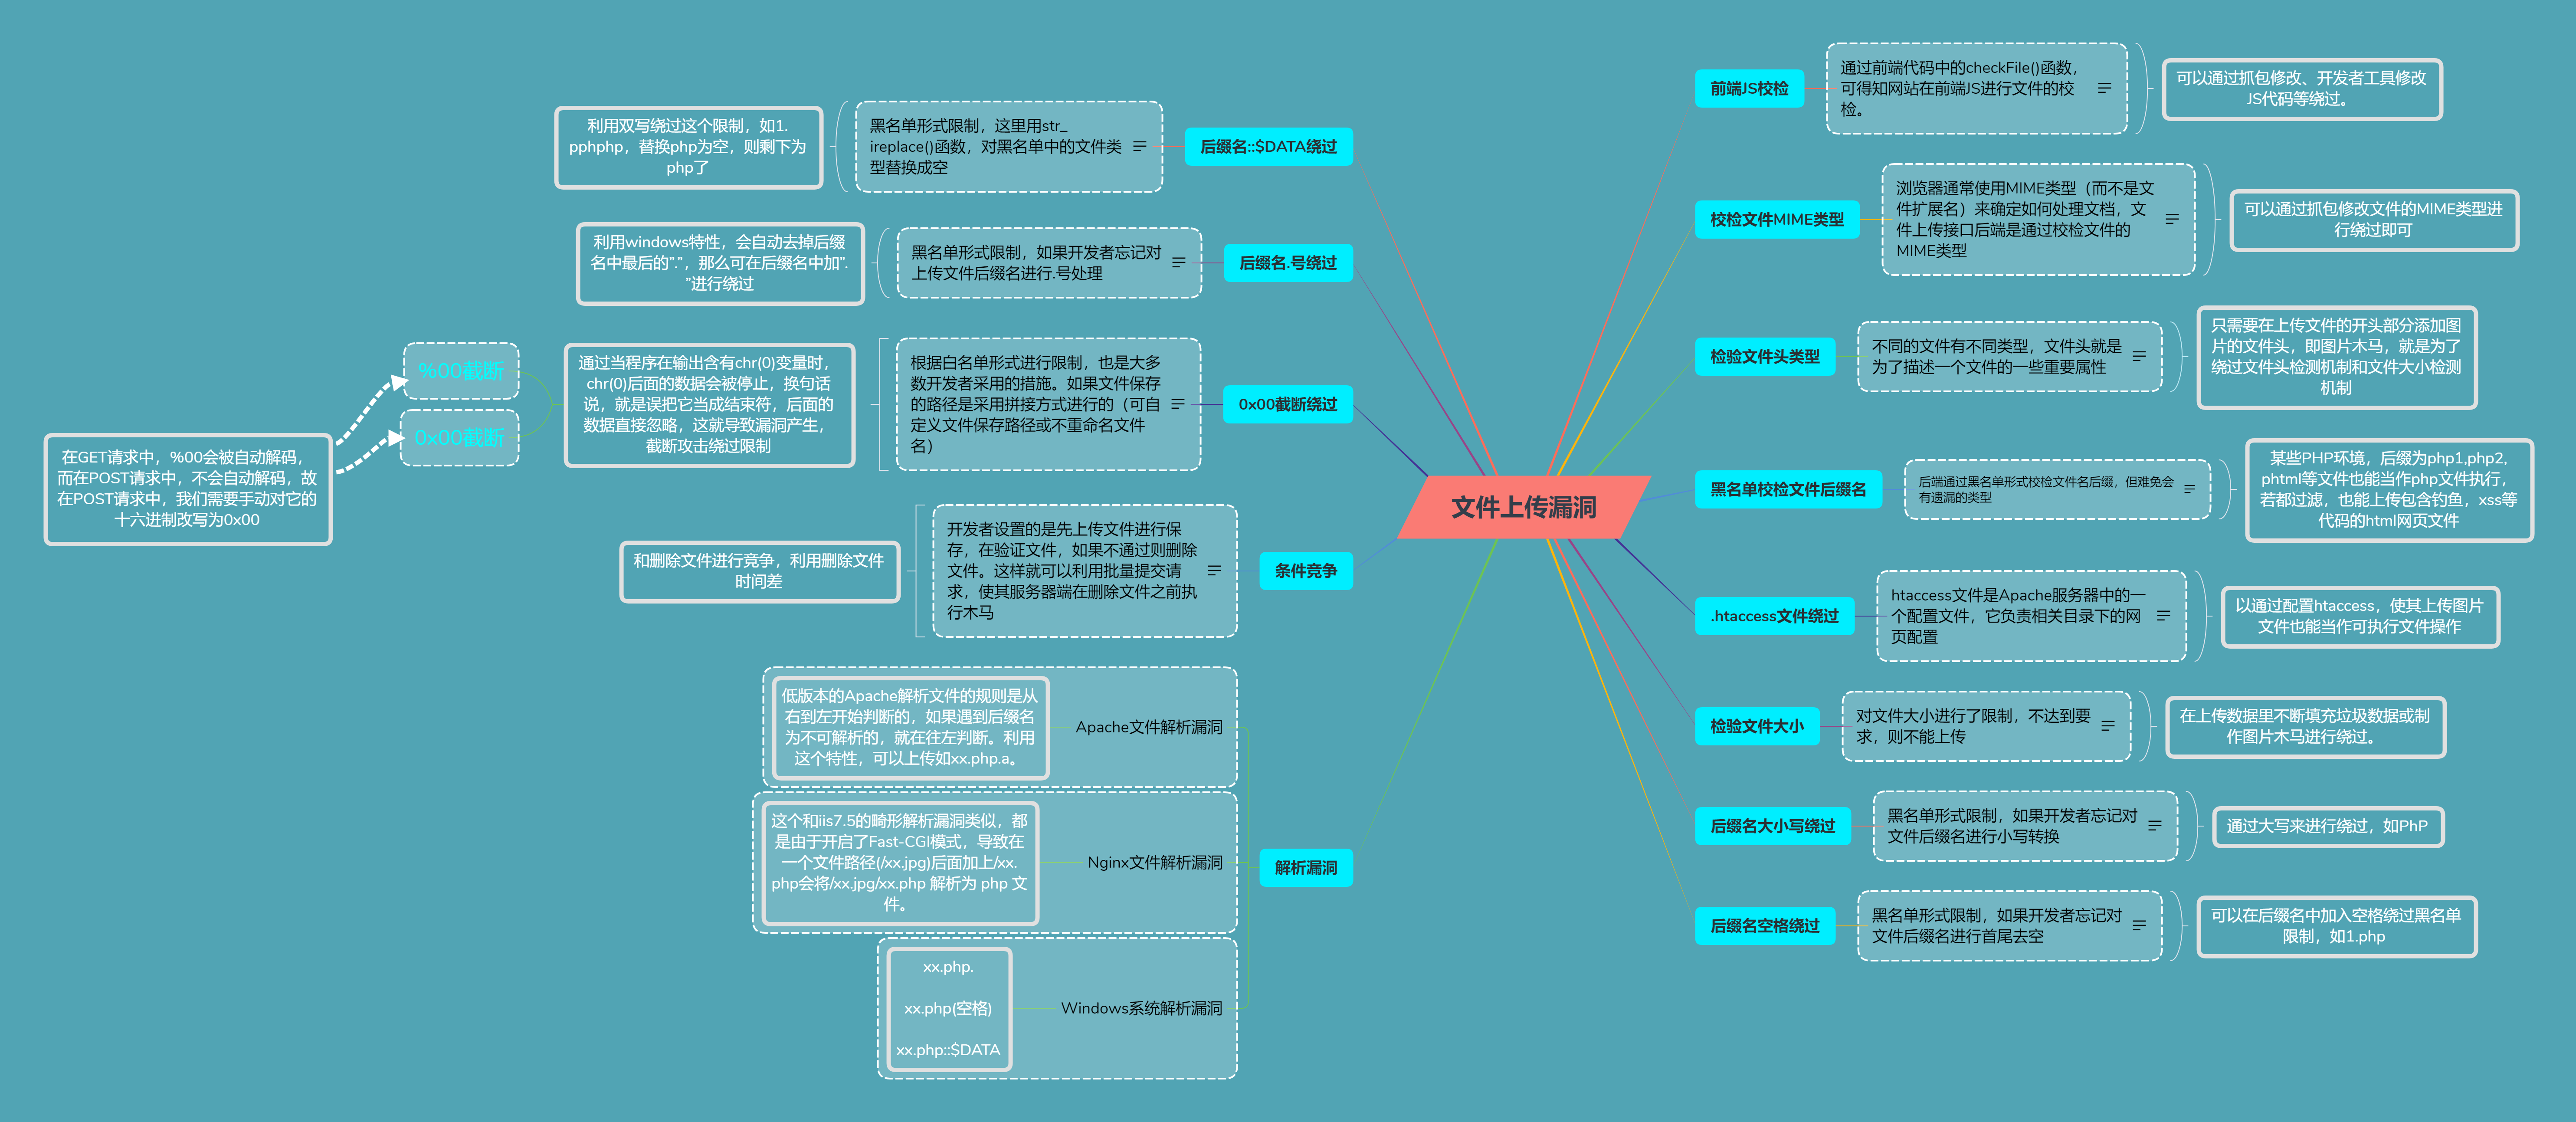 文件上传漏洞
前端JS校检
通过前端代码中的checkFile()函数，
可得知网站在前端JS进行文件的校
检。
可以通过抓包修改、开发者工具修改
JS代码等绕过。
校检文件MIME类型
浏览器通常使用MIME类型（而不是文
件扩展名）来确定如何处理文档，文
件上传接口后端是通过校检文件的
MIME类型
可以通过抓包修改文件的MIME类型进
行绕过即可
检验文件头类型
不同的文件有不同类型，文件头就是
为了描述一个文件的一些重要属性
只需要在上传文件的开头部分添加图
片的文件头，即图片木马，就是为了
绕过文件头检测机制和文件大小检测
机制
黑名单校检文件后缀名
后端通过黑名单形式校检文件名后缀，但难免会
有遗漏的类型
某些PHP环境，后缀为php1,php2,
phtml等文件也能当作php文件执行，
若都过滤，也能上传包含钓鱼，xss等
代码的html网页文件
.htaccess文件绕过
htaccess文件是Apache服务器中的一
个配置文件，它负责相关目录下的网
页配置
以通过配置htaccess，使其上传图片
文件也能当作可执行文件操作
检验文件大小
对文件大小进行了限制，不达到要
求，则不能上传
在上传数据里不断填充垃圾数据或制
作图片木马进行绕过。
后缀名大小写绕过
黑名单形式限制，如果开发者忘记对
文件后缀名进行小写转换
通过大写来进行绕过，如PhP
后缀名空格绕过
黑名单形式限制，如果开发者忘记对
文件后缀名进行首尾去空
可以在后缀名中加入空格绕过黑名单
限制，如1.php
后缀名::$DATA绕过
黑名单形式限制，这里用str_
ireplace()函数，对黑名单中的文件类
型替换成空
利用双写绕过这个限制，如1.
pphphp，替换php为空，则剩下为
php了
后缀名.号绕过
黑名单形式限制，如果开发者忘记对
上传文件后缀名进行.号处理
利用windows特性，会自动去掉后缀
名中最后的”.”，那么可在后缀名中加”.
”进行绕过
0x00截断绕过
根据白名单形式进行限制，也是大多
数开发者采用的措施。如果文件保存
的路径是采用拼接方式进行的（可自
定义文件保存路径或不重命名文件
名）
通过当程序在输出含有chr(0)变量时，
chr(0)后面的数据会被停止，换句话
说，就是误把它当成结束符，后面的
数据直接忽略，这就导致漏洞产生，
截断攻击绕过限制
%00截断
0x00截断
在GET请求中，%00会被自动解码，
而在POST请求中，不会自动解码，故
在POST请求中，我们需要手动对它的
十六进制改写为0x00
条件竞争
开发者设置的是先上传文件进行保
存，在验证文件，如果不通过则删除
文件。这样就可以利用批量提交请
求，使其服务器端在删除文件之前执
行木马
和删除文件进行竞争，利用删除文件
时间差
解析漏洞
Apache文件解析漏洞
低版本的Apache解析文件的规则是从
右到左开始判断的，如果遇到后缀名
为不可解析的，就在往左判断。利用
这个特性，可以上传如xx.php.a。
Nginx文件解析漏洞
这个和iis7.5的畸形解析漏洞类似，都
是由于开启了Fast-CGI模式，导致在
一个文件路径(/xx.jpg)后面加上/xx.
php会将/xx.jpg/xx.php 解析为 php 文
件。
Windows系统解析漏洞
xx.php.
xx.php(空格)
xx.php::$DATA